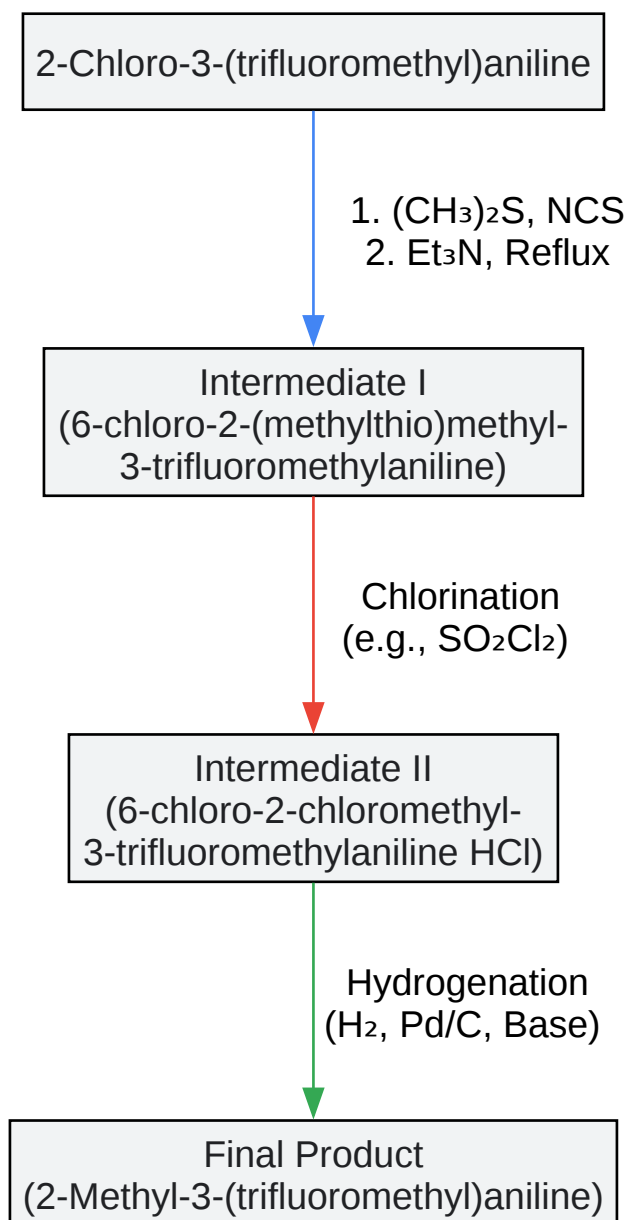 2-Chloro-3-(trifluoromethyl)aniline
1. (CH₃)₂S, NCS
2. Et₃N, Reflux
Intermediate I
(6-chloro-2-(methylthio)methyl-
3-trifluoromethylaniline)
Chlorination
(e.g., SO₂Cl₂)
Intermediate II
(6-chloro-2-chloromethyl-
3-trifluoromethylaniline HCl)
Hydrogenation
(H₂, Pd/C, Base)
Final Product
(2-Methyl-3-(trifluoromethyl)aniline)